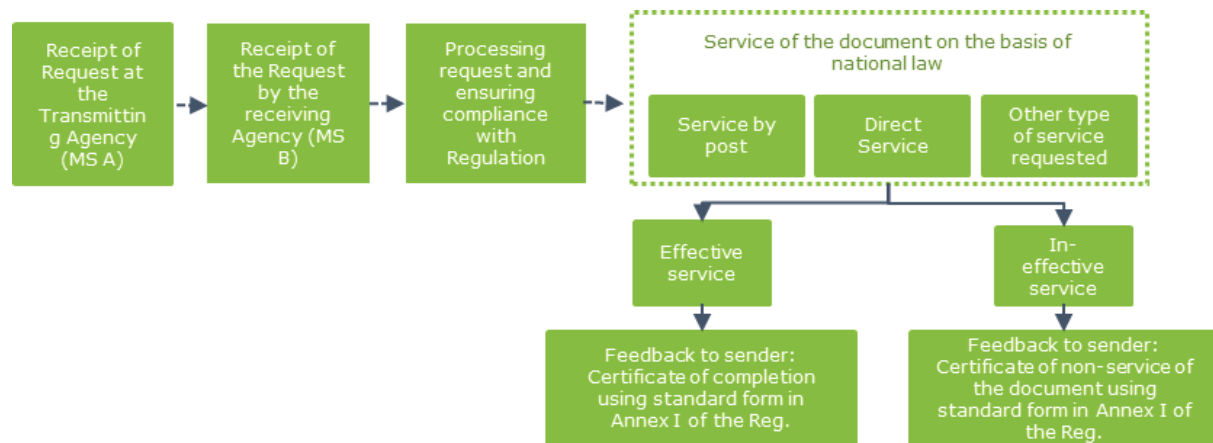 Receipt of
Request at
the
Transmittin
g Agency
(MS A)
Receipt of
the Request
by the
receiving
Agency (MS
B)
Processing
request and
ensuring
compliance
with
Regulation
Service of the document on the basis of
national law
Service by
post
Direct
Service
Other type
of service
requested
Effective
service
In-
effective
service
Feedback to sender:
Certificate of completion
using standard form in
Annex I of the Reg.
Feedback to sender:
Certificate of non-service of
the document using
standard form in Annex I of
the Reg.